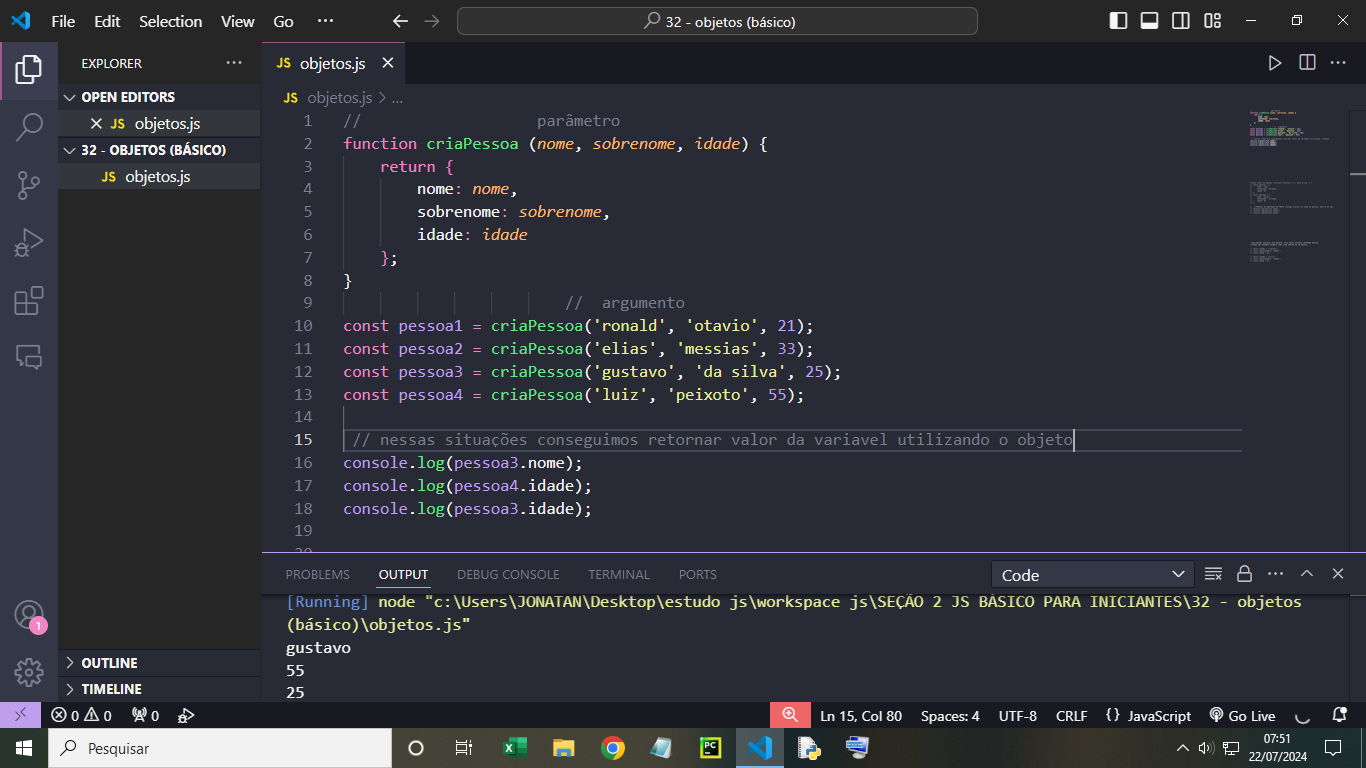 File Edit Selection View Go ··· 32 - objetos (básico)
EXPLORER ···
OPEN EDITORS
JS objetos.js
32 - OBJETOS (BÁSICO)
JS objetos.js
OUTLINE
TIMELINE
1
JS objetos.js
JS objetos.js > ...
1 // parâmetro
2 function criaPessoa (nome, sobrenome, idade) {
3 return {
4 nome: nome,
5 sobrenome: sobrenome,
6 idade: idade
7 };
8 }
9 // argumento
10 const pessoa1 = criaPessoa('ronald', 'otavio', 21);
11 const pessoa2 = criaPessoa('elias', 'messias', 33);
12 const pessoa3 = criaPessoa('gustavo', 'da silva', 25);
13 const pessoa4 = criaPessoa('luiz', 'peixoto', 55);
14
15 // nessas situações conseguimos retornar valor da variavel utilizando o objeto
16 console.log(pessoa3.nome);
17 console.log(pessoa4.idade);
18 console.log(pessoa3.idade);
19
PROBLEMS OUTPUT DEBUG CONSOLE TERMINAL PORTS Code
[Running] node "c:\Users\JONATAN\Desktop\estudo js\workspace js\SEÇÃO 2 JS BÁSICO PARA INICIANTES\32 - objetos
(básico)\objetos.js"
gustavo
55
25
0 0 0 Ln 15, Col 80 Spaces: 4 UTF-8 CRLF {} JavaScript Go Live
Pesquisar PC 07:51
22/07/2024